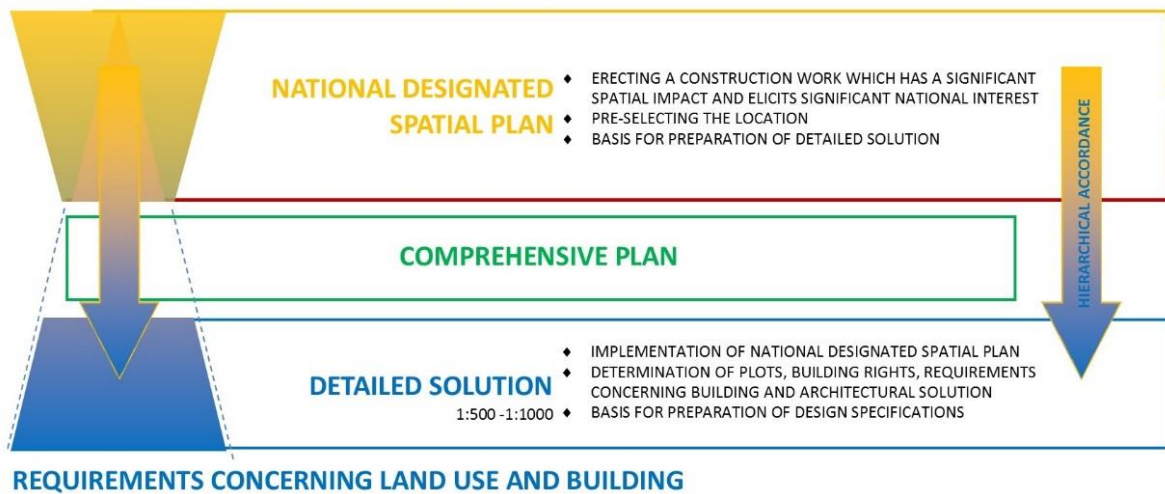 NATIONAL DESIGNATED
SPATIAL PLAN
♦ ERECTING A CONSTRUCTION WORK WHICH HAS A SIGNIFICANT
SPATIAL IMPACT AND ELICITS SIGNIFICANT NATIONAL INTEREST
♦ PRE-SELECTING THE LOCATION
♦ BASIS FOR PREPARATION OF DETAILED SOLUTION
HIERARCHICAL ACCORDANCE
COMPREHENSIVE PLAN
DETAILED SOLUTION
1:500 -1:1000
♦ IMPLEMENTATION OF NATIONAL DESIGNATED SPATIAL PLAN
♦ DETERMINATION OF PLOTS, BUILDING RIGHTS, REQUIREMENTS
CONCERNING BUILDING AND ARCHITECTURAL SOLUTION
♦ BASIS FOR PREPARATION OF DESIGN SPECIFICATIONS
REQUIREMENTS CONCERNING LAND USE AND BUILDING